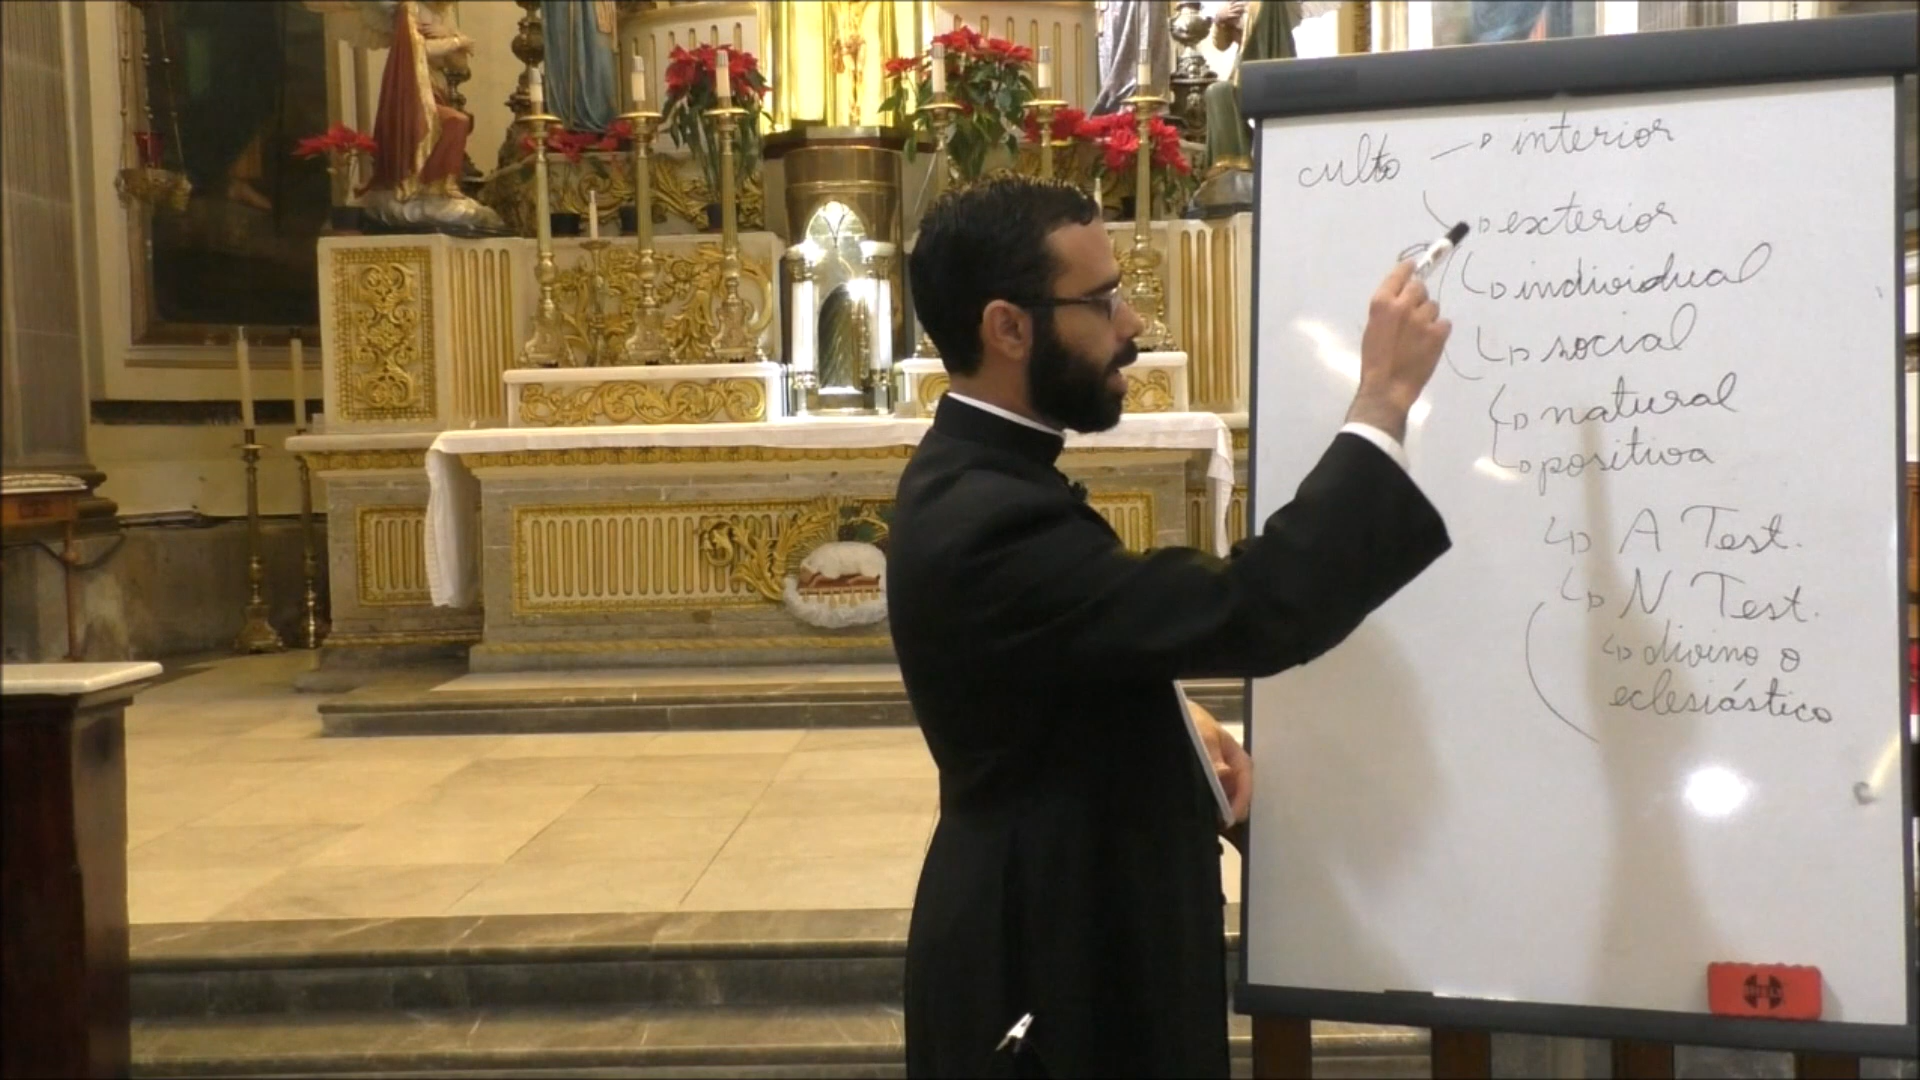 culto → interior
→ exterior
↳ individual
↳ social
↳ natural
↳ positiva
↳ A Test.
↳ N Test.
↳ divino o
eclesiástico